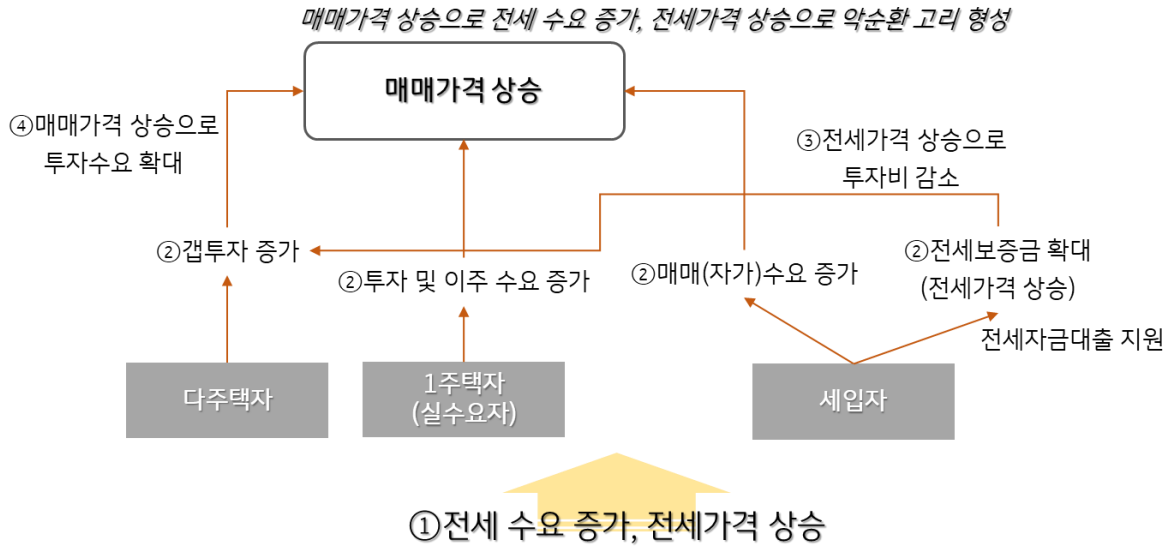 매매가격 상승으로 전세 수요 증가, 전세가격 상승으로 악순환 고리 형성
매매가격 상승
④매매가격 상승으로
투자수요 확대
③전세가격 상승으로
투자비 감소
②갭투자 증가
②투자 및 이주 수요 증가
②매매(자가)수요 증가
②전세보증금 확대
(전세가격 상승)
전세자금대출 지원
다주택자
1주택자
(실수요자)
세입자
①전세 수요 증가, 전세가격 상승